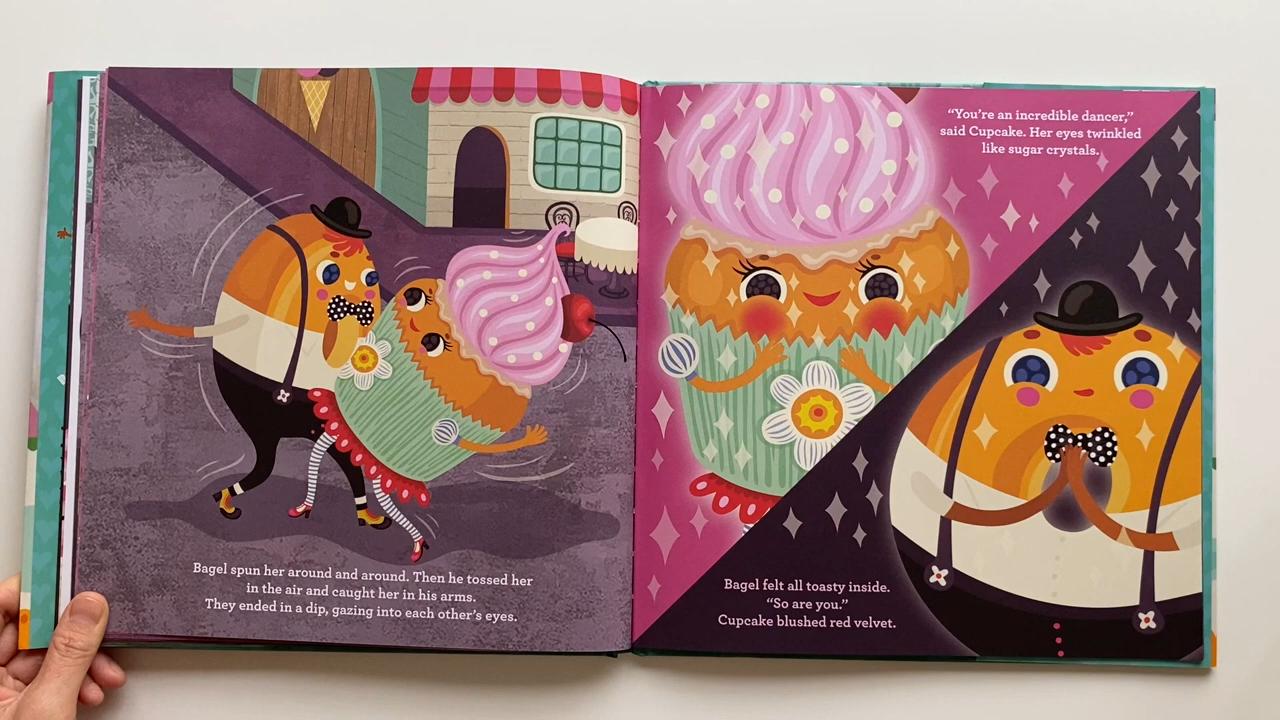 Bagel spun her around and around. Then he tossed her
in the air and caught her in his arms.
They ended in a dip, gazing into each other’s eyes.
“You’re an incredible dancer,”
said Cupcake. Her eyes twinkled
like sugar crystals.
Bagel felt all toasty inside.
“So are you.”
Cupcake blushed red velvet.